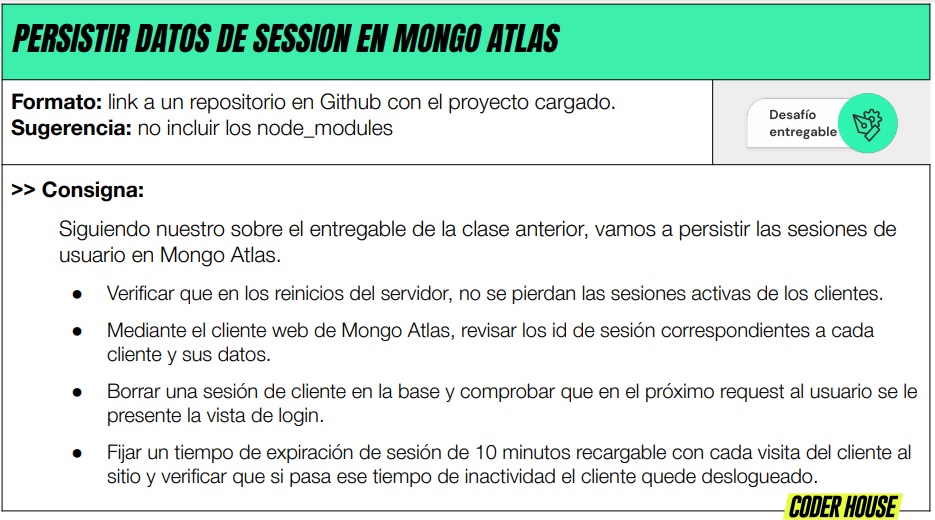 PERSISTIR DATOS DE SESSION EN MONGO ATLAS
Formato: link a un repositorio en Github con el proyecto cargado.
Sugerencia: no incluir los node_modules
Desafío
entregable
>> Consigna:
Siguiendo nuestro sobre el entregable de la clase anterior, vamos a persistir las sesiones de
usuario en Mongo Atlas.
● Verificar que en los reinicios del servidor, no se pierdan las sesiones activas de los clientes.
● Mediante el cliente web de Mongo Atlas, revisar los id de sesión correspondientes a cada
cliente y sus datos.
● Borrar una sesión de cliente en la base y comprobar que en el próximo request al usuario se le
presente la vista de login.
● Fijar un tiempo de expiración de sesión de 10 minutos recargable con cada visita del cliente al
sitio y verificar que si pasa ese tiempo de inactividad el cliente quede deslogueado.
CODER HOUSE